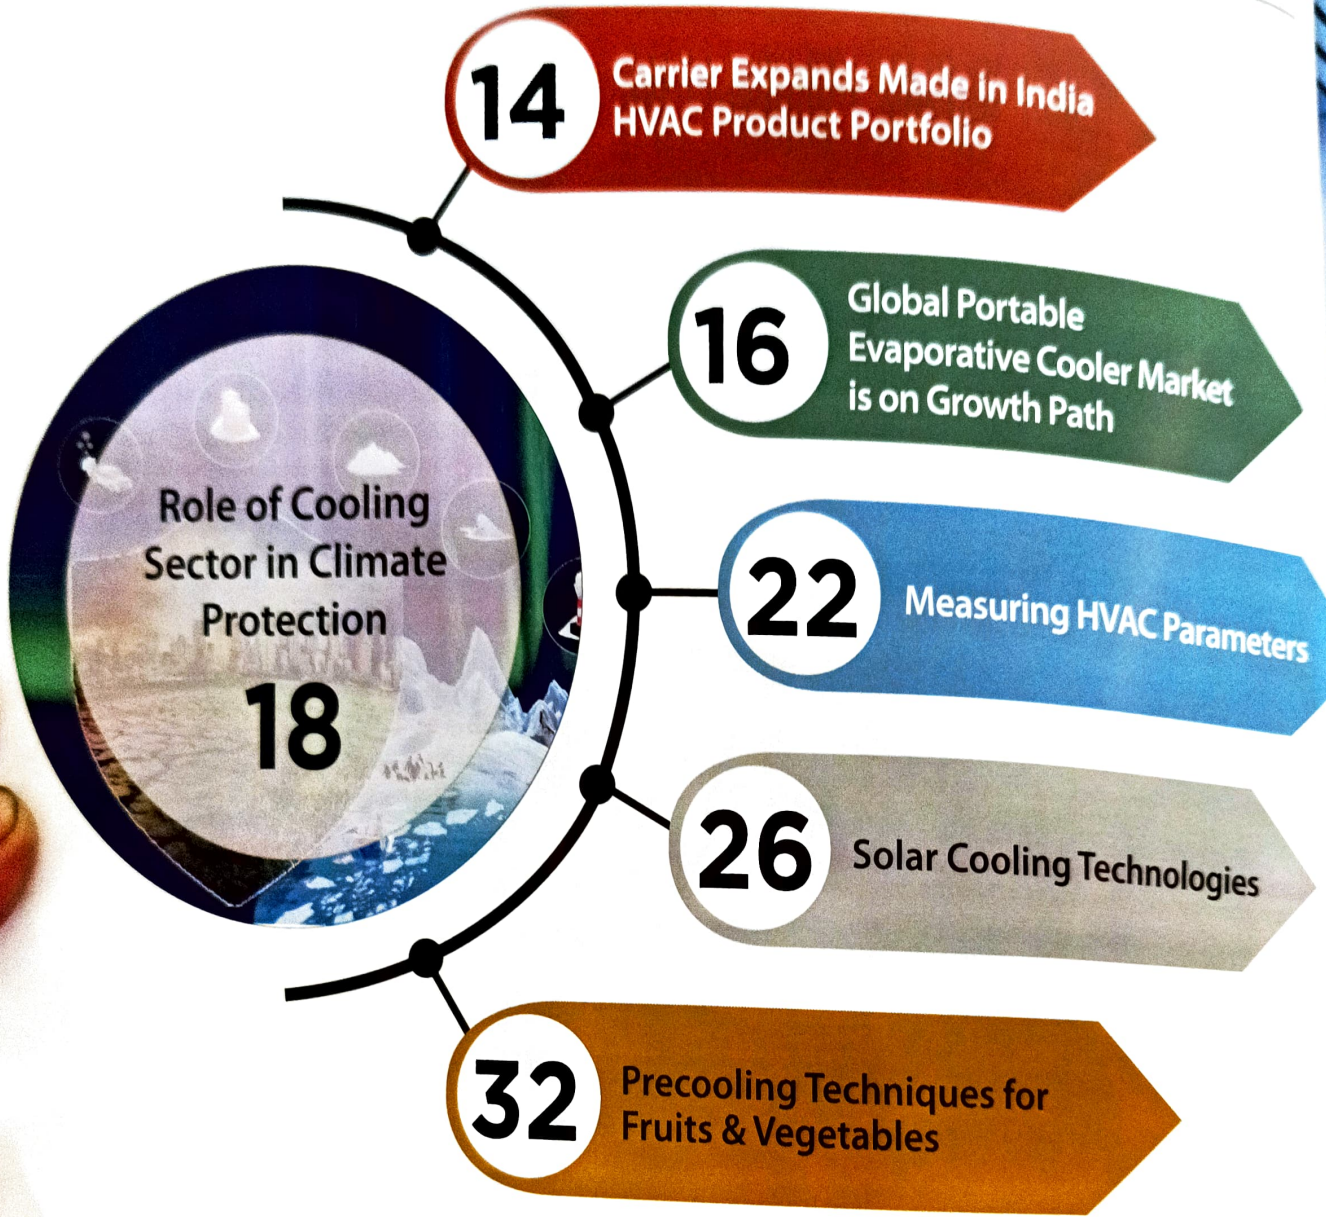 14
Carrier Expands Made in India
HVAC Product Portfolio
16
Global Portable
Evaporative Cooler Market
is on Growth Path
Role of Cooling
Sector in Climate
Protection
18
22
Measuring HVAC Parameters
26
Solar Cooling Technologies
32
Precooling Techniques for
Fruits & Vegetables